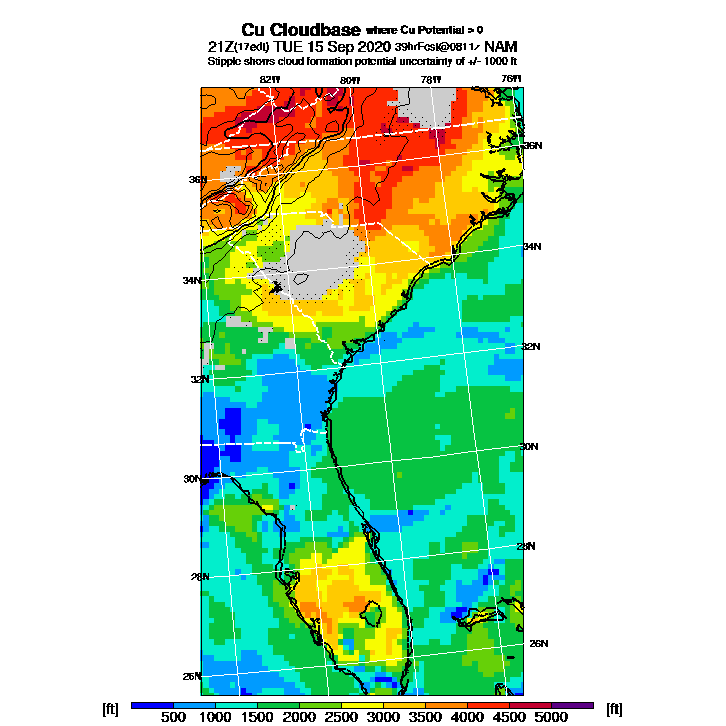 Cu Cloudbase where Cu Potential > 0
21Z(17edt) TUE 15 Sep 2020 39hrFcst@0811z NAM
Stipple shows cloud formation potential uncertainty of +/- 1000 ft
82W 80W 78W 76W
36N
36N
34N
34N
32N
32N
30N
30N
28N
28N
26N
26N
[ft] [ft]
500 1000 1500 2000 2500 3000 3500 4000 4500 5000